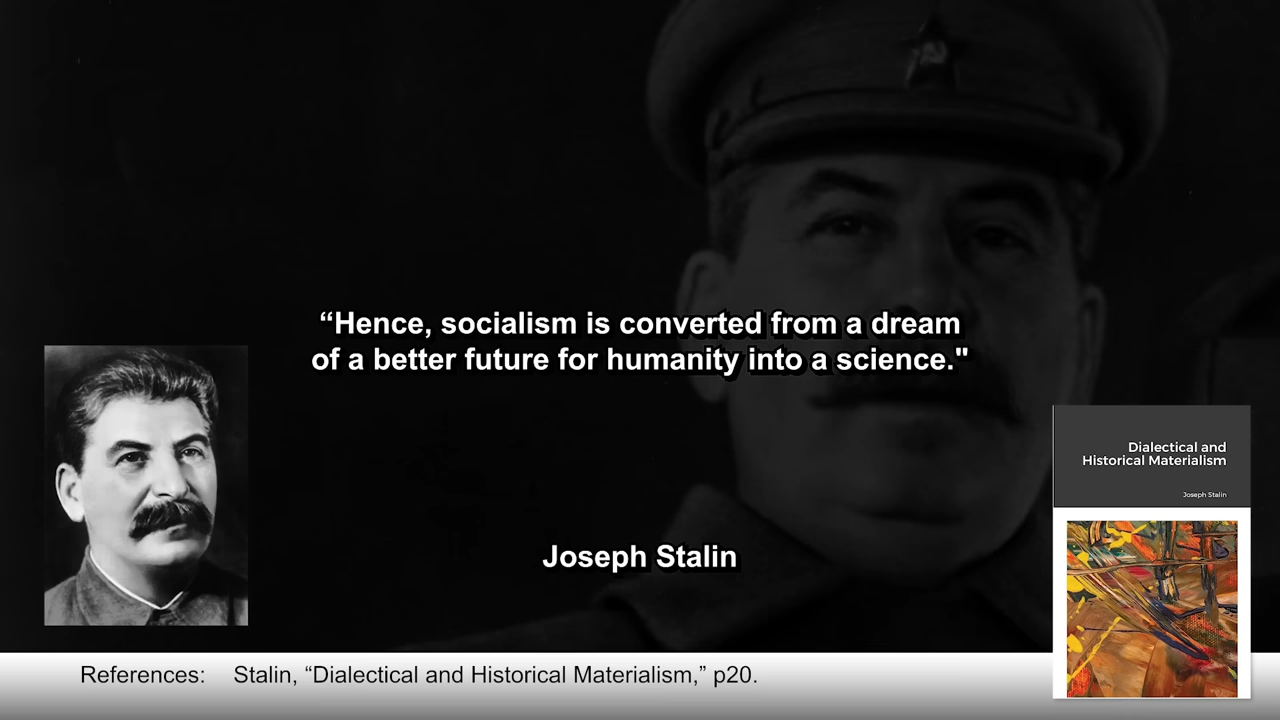 “Hence, socialism is converted from a dream
of a better future for humanity into a science."
Dialectical and
Historical Materialism
Joseph Stalin
Joseph Stalin
References: Stalin, “Dialectical and Historical Materialism,” p20.